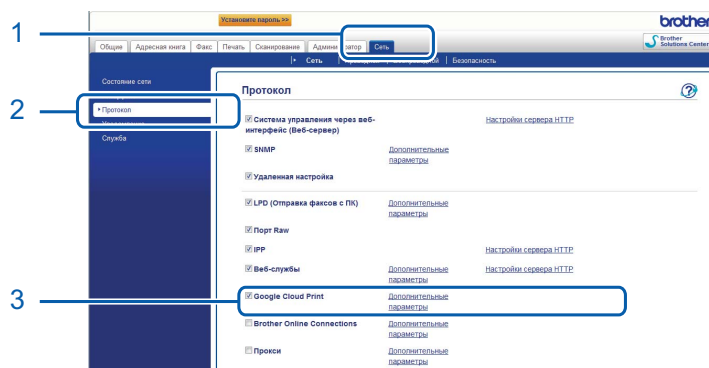 Установите пароль >>
brother
1
Общие Адресная книга Факс Печать Сканирование Админи ратор Сеть
Brother
Solutions Center
Сеть Безопасность
Состояние сети
Протокол
2
Протокол
Система управления через веб-
интерфейс (Веб-сервер)
Настройки сервера HTTP
Служба
SNMP
Дополнительные
параметры
Удаленная настройка
LPD (Отправка факсов с ПК)
Дополнительные
параметры
Порт Raw
IPP
Настройки сервера HTTP
Веб-службы
Дополнительные
параметры
Настройки сервера HTTP
3
Google Cloud Print
Дополнительные
параметры
Brother Online Connections
Дополнительные
параметры
Прокси
Дополнительные
параметры